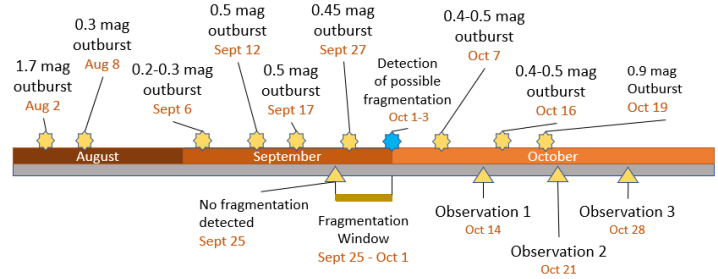 1.7 mag
outburst
Aug 2
0.3 mag
outburst
Aug 8
0.2-0.3 mag
outburst
Sept 6
0.5 mag
outburst
Sept 12
0.5 mag
outburst
Sept 17
0.45 mag
outburst
Sept 27
Detection
of possible
fragmentation
Oct 1-3
0.4-0.5 mag
outburst
Oct 7
0.4-0.5 mag
outburst
Oct 16
0.9 mag
Outburst
Oct 19
August
September
October
No fragmentation
detected
Sept 25
Fragmentation
Window
Sept 25 - Oct 1
Observation 1
Oct 14
Observation 2
Oct 21
Observation 3
Oct 28